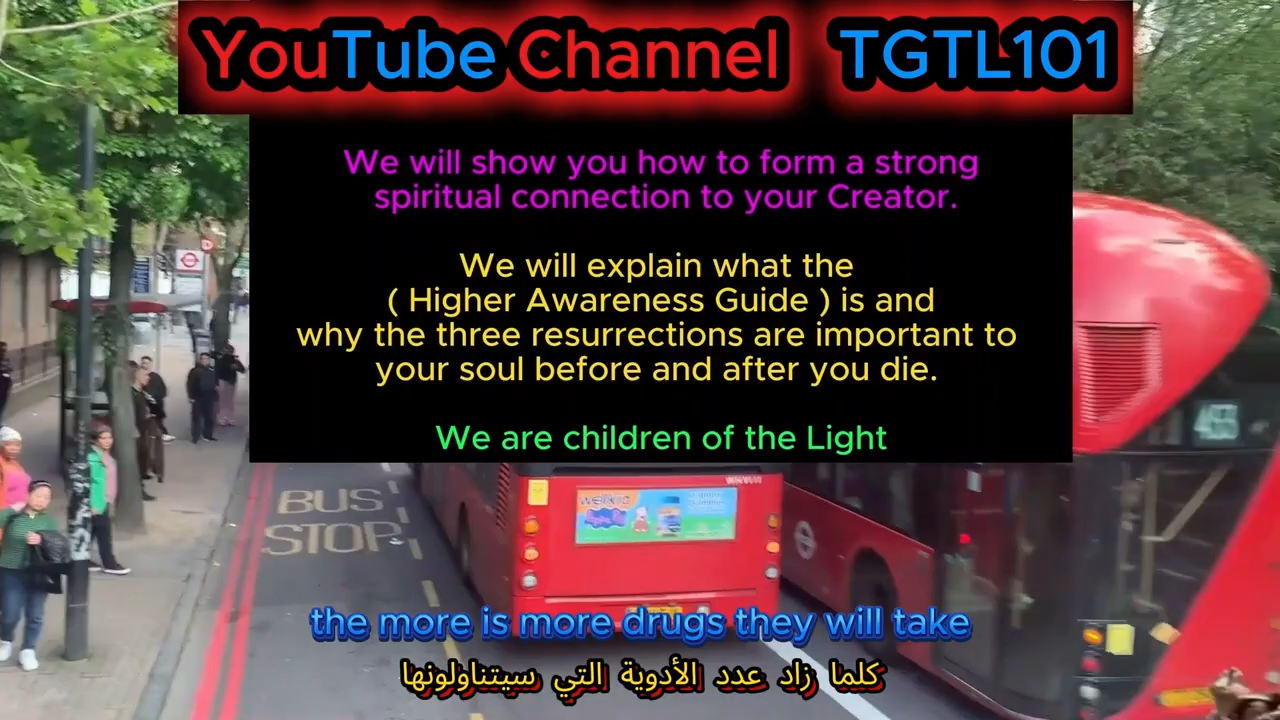 YouTube Channel TGTL101
We will show you how to form a strong
spiritual connection to your Creator.
We will explain what the
( Higher Awareness Guide ) is and
why the three resurrections are important to
your soul before and after you die.
We are children of the Light
BUS
STOP
the more is more drugs they will take
كلما زاد عدد الأدوية التي سيتناولونها